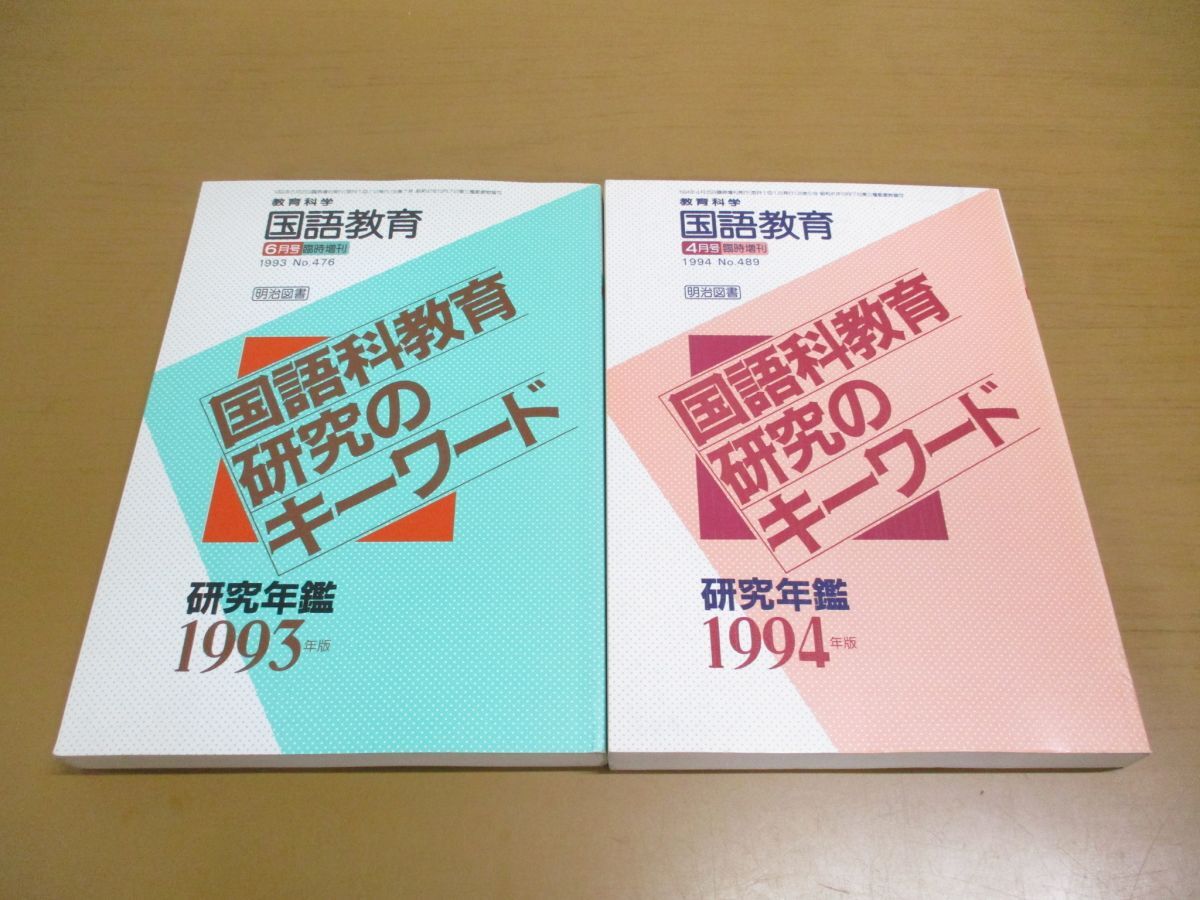 教育科学
国語教育
6月号 臨時増刊
1993 No.476
明治図書
国語科教育
研究の
キーワード
研究年鑑
1993年版
教育科学
国語教育
4月号 臨時増刊
1994 No.489
明治図書
国語科教育
研究の
キーワード
研究年鑑
1994年版